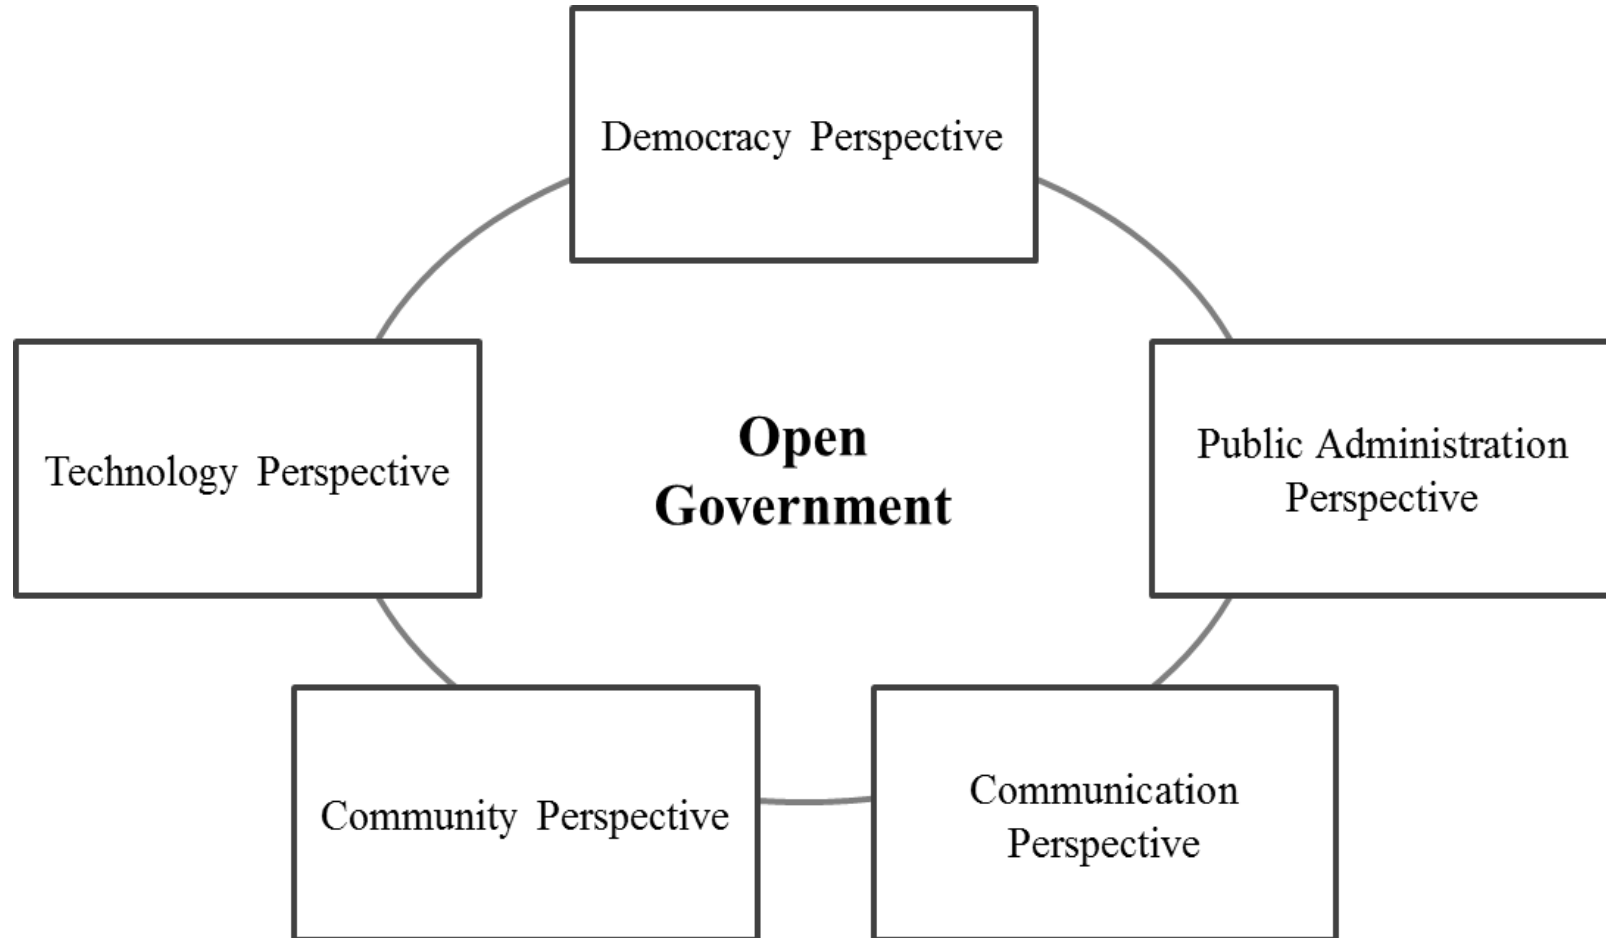 Democracy Perspective
Technology Perspective
Open
Government
Public Administration
Perspective
Community Perspective
Communication
Perspective